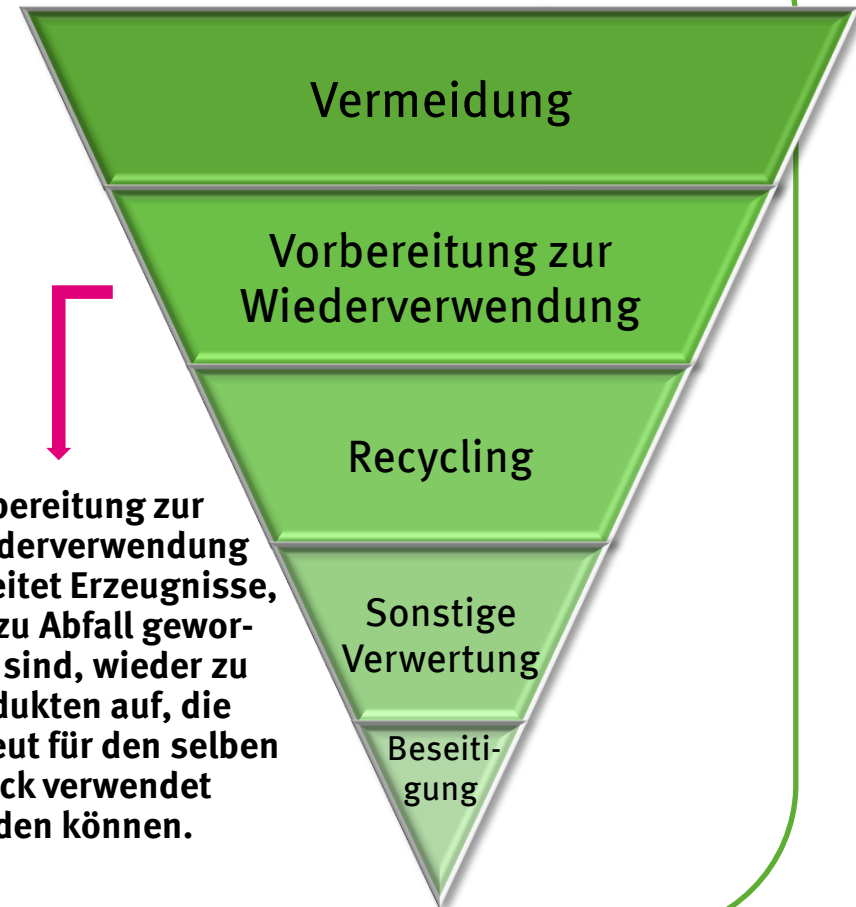 Vermeidung
Vorbereitung zur
Wiederverwendung
Recycling
Sonstige
Verwertung
Beseiti-
gung
bereitung zur
derverwendung
eitet Erzeugnisse,
zu Abfall gewor-
sind, wieder zu
dukten auf, die
eut für den selben
ck verwendet
den können.